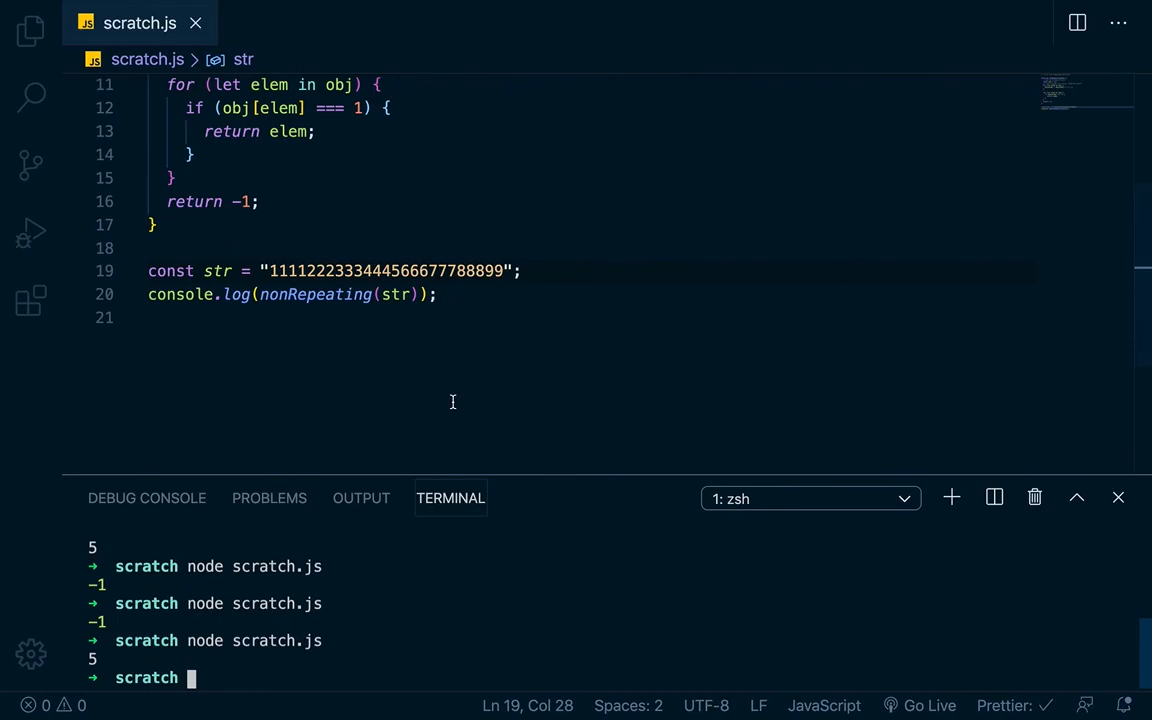 JS scratch.js
JS scratch.js > str
11 for (let elem in obj) {
12 if (obj[elem] === 1) {
13 return elem;
14 }
15 }
16 return -1;
17 }
18
19 const str = "1111222333444566677788899";
20 console.log(nonRepeating(str));
21
DEBUG CONSOLE PROBLEMS OUTPUT TERMINAL 1: zsh
5
→ scratch node scratch.js
-1
→ scratch node scratch.js
-1
→ scratch node scratch.js
5
→ scratch
0 0 Ln 19, Col 28 Spaces: 2 UTF-8 LF JavaScript Go Live Prettier: ✓